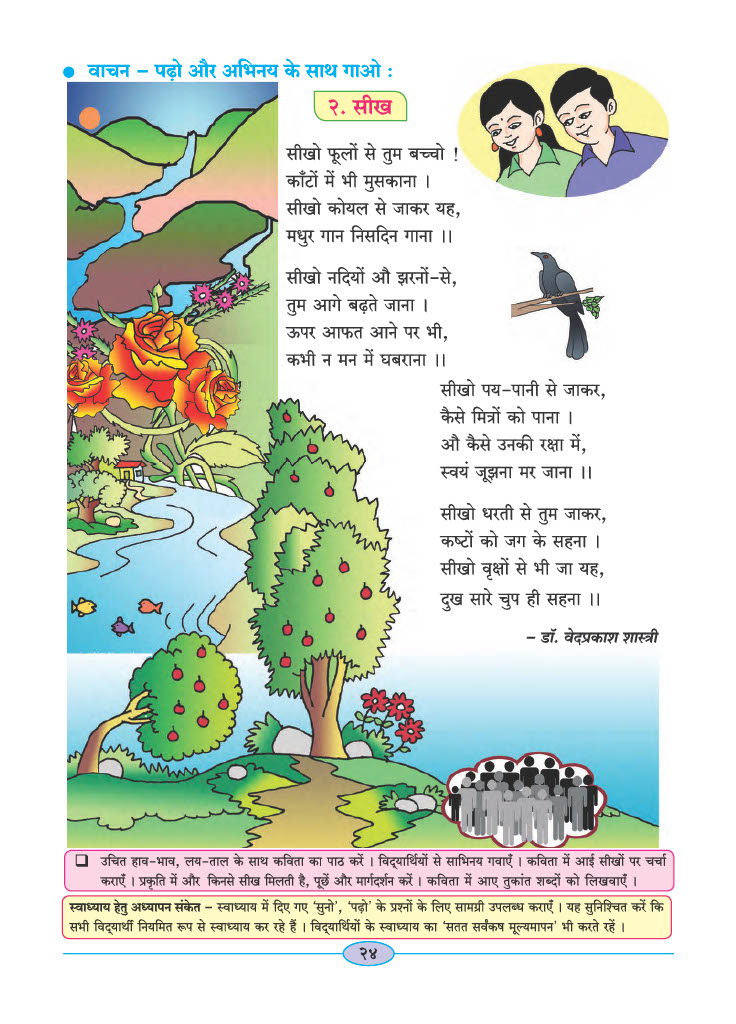 ● वाचन – पढ़ो और अभिनय के साथ गाओ :
२. सीख
सीखो फूलों से तुम बच्चो !
काँटों में भी मुसकाना ।
सीखो कोयल से जाकर यह,
मधुर गान निसदिन गाना ।।
सीखो नदियों औ झरनों-से,
तुम आगे बढ़ते जाना ।
ऊपर आफत आने पर भी,
कभी न मन में घबराना ।।
सीखो पय-पानी से जाकर,
कैसे मित्रों को पाना ।
औ कैसे उनकी रक्षा में,
स्वयं जूझना मर जाना ।।
सीखो धरती से तुम जाकर,
कष्टों को जग के सहना ।
सीखो वृक्षों से भी जा यह,
दुख सारे चुप ही सहना ।।
– डॉ. वेदप्रकाश शास्त्री
❑ उचित हाव-भाव, लय-ताल के साथ कविता का पाठ करें । विद्यार्थियों से साभिनय गवाएँ । कविता में आई सीखों पर चर्चा
कराएँ । प्रकृति में और किनसे सीख मिलती है, पूछें और मार्गदर्शन करें । कविता में आए तुकांत शब्दों को लिखवाएँ ।
स्वाध्याय हेतु अध्यापन संकेत – स्वाध्याय में दिए गए 'सुनो', 'पढ़ो' के प्रश्नों के लिए सामग्री उपलब्ध कराएँ । यह सुनिश्चित करें कि
सभी विद्यार्थी नियमित रूप से स्वाध्याय कर रहे हैं । विद्यार्थियों के स्वाध्याय का 'सतत सर्वंकष मूल्यमापन' भी करते रहें ।
२४